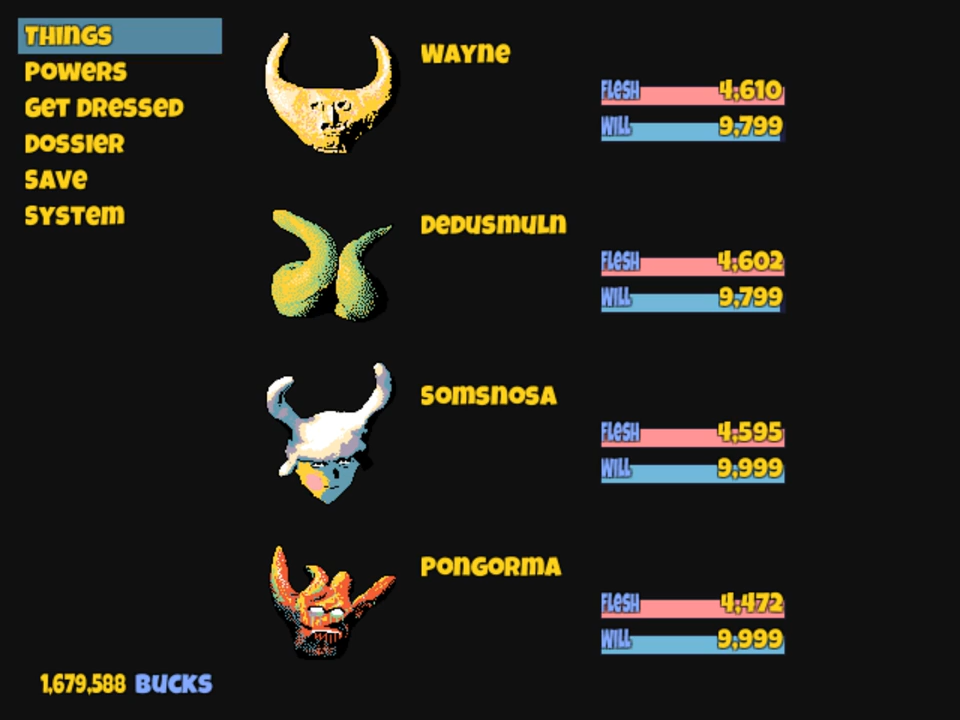 THINGS
POWERS
GET DRESSED
DOSSIER
SAVE
SYSTEM
WAYNE
FLESH 4,610
WILL 9,799
DEDUSMULN
FLESH 4,602
WILL 9,799
SOMSNOSA
FLESH 4,595
WILL 9,999
PONGORMA
FLESH 4,472
WILL 9,999
1,679,588 BUCKS